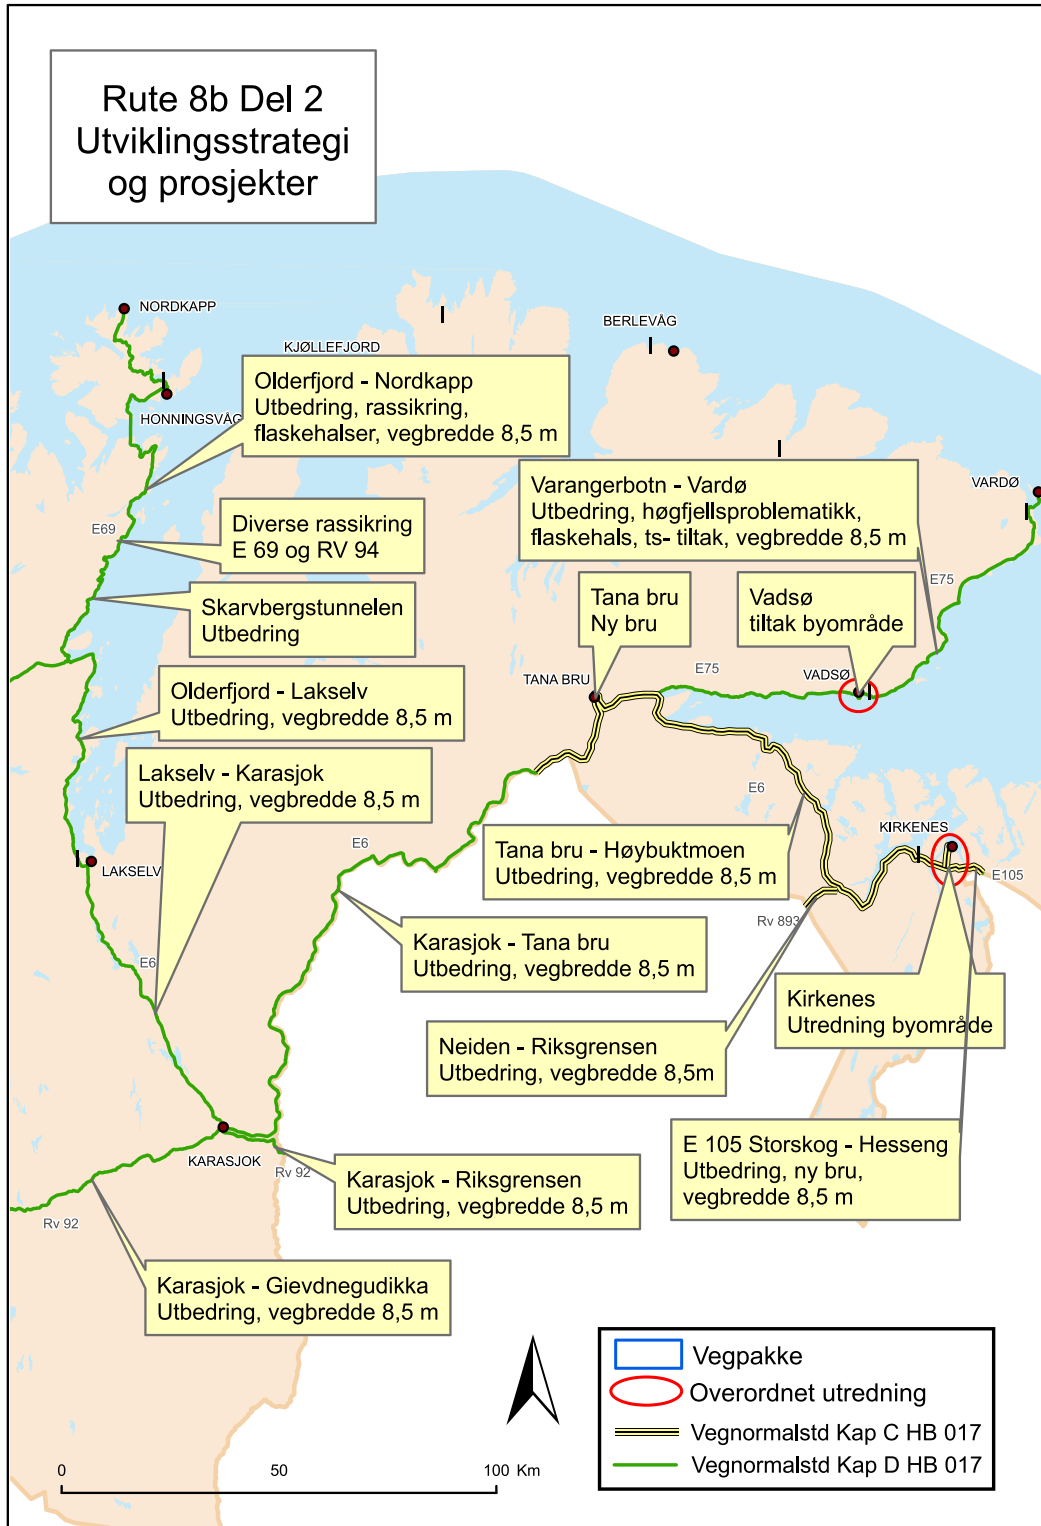 Rute 8b Del 2
Utviklingsstrategi
og prosjekter
NORDKAPP
BERLEVÅG
KJØLLEFJORD
Olderfjord - Nordkapp
Utbedring, rassikring,
flaskehalser, vegbredde 8,5 m
HONNINGSVÅG
Varangerbotn - Vardø
Utbedring, høgfjellsproblematikk,
flaskehals, ts- tiltak, vegbredde 8,5 m
VARDØ
E69
Diverse rassikring
E 69 og RV 94
E75
Skarvbergstunnelen
Utbedring
Tana bru
Ny bru
Vadsø
tiltak byområde
E75
TANA BRU
VADSØ
Olderfjord - Lakselv
Utbedring, vegbredde 8,5 m
Lakselv - Karasjok
Utbedring, vegbredde 8,5 m
E6
E6
KIRKENES
Tana bru - Høybuktmoen
Utbedring, vegbredde 8,5 m
LAKSELV
E105
Rv 893
Karasjok - Tana bru
Utbedring, vegbredde 8,5 m
E6
Kirkenes
Utredning byområde
Neiden - Riksgrensen
Utbedring, vegbredde 8,5m
E 105 Storskog - Hesseng
Utbedring, ny bru,
vegbredde 8,5 m
KARASJOK
Rv 92
Karasjok - Riksgrensen
Utbedring, vegbredde 8,5 m
Rv 92
Karasjok - Gievdnegudikka
Utbedring, vegbredde 8,5 m
Vegpakke
Overordnet utredning
Vegnormalstd Kap C HB 017
Vegnormalstd Kap D HB 017
0 50 100 Km